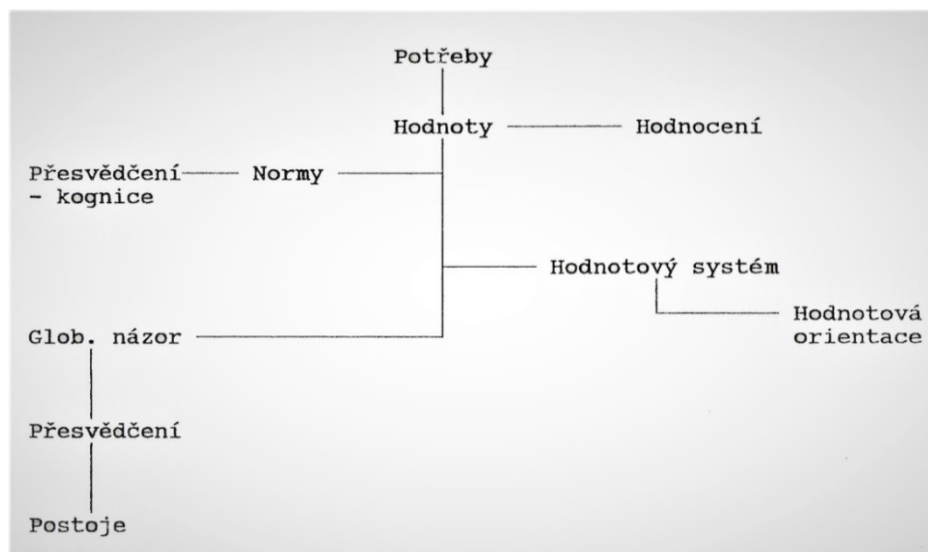 Potřeby
Hodnoty Hodnocení
Přesvědčení Normy
- kognice
Hodnotový systém
Hodnotová
orientace
Glob. názor
Přesvědčení
Postoje